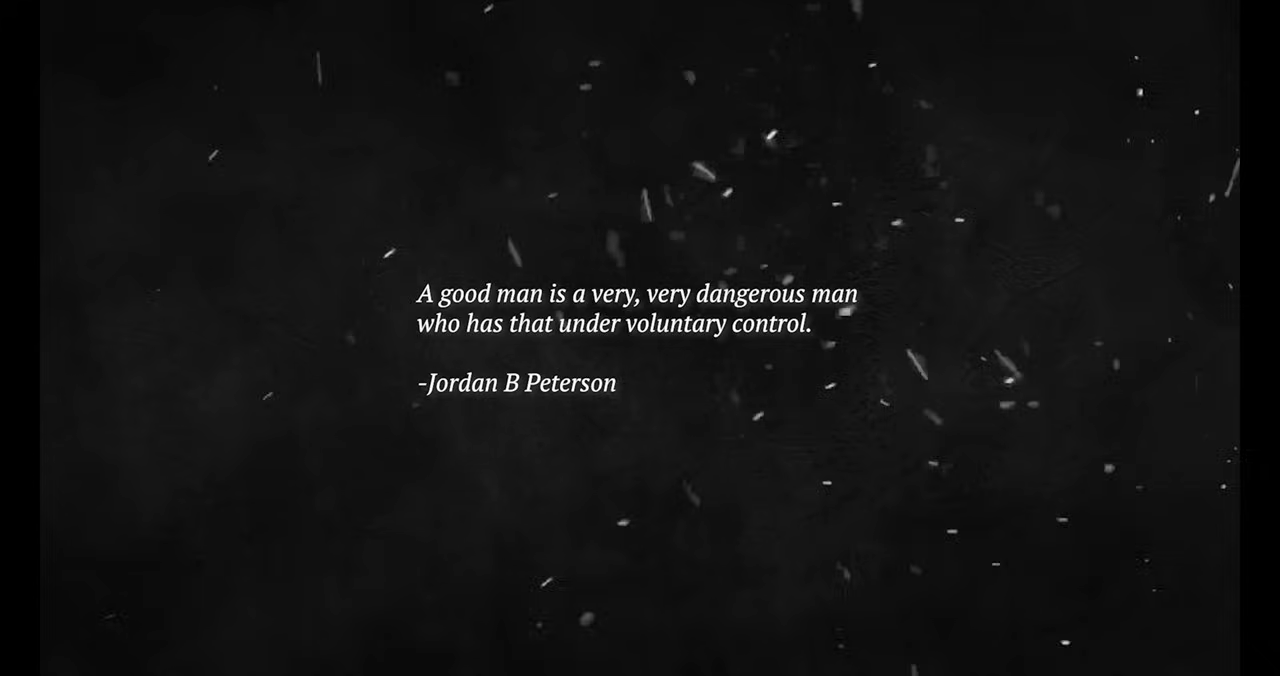 A good man is a very, very dangerous man
who has that under voluntary control.
-Jordan B Peterson